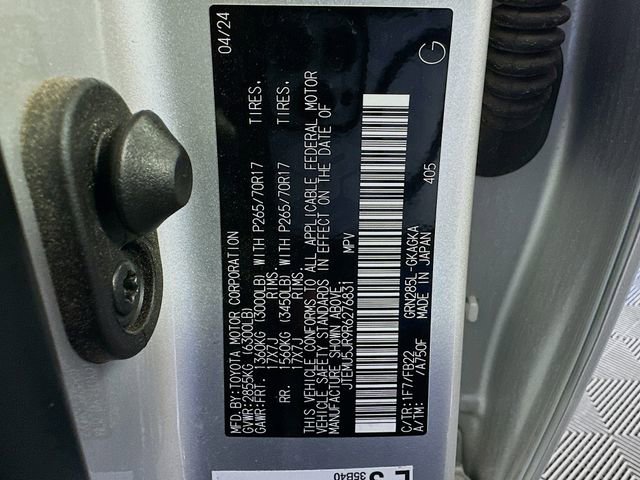 MFD.BY:TOYOTA MOTOR CORPORATION 04/24
GVWR:2855KG (6300LB)
GAWR:FRT. 1360KG (3000LB) WITH P265/70R17 TIRES,
17X7J RIMS.
RR. 1560KG (3450LB) WITH P265/70R17 TIRES,
17X7J RIMS.
THIS VEHICLE CONFORMS TO ALL APPLICABLE FEDERAL MOTOR
VEHICLE SAFETY STANDARDS IN EFFECT ON THE DATE OF
MANUFACTURE SHOWN ABOVE.
JTEMU5JR9R6276831 MPV
C/TR:1F7/FB22 GRN285L-GKAGKA 405
A/TM: /A750F MADE IN JAPAN G
35B40